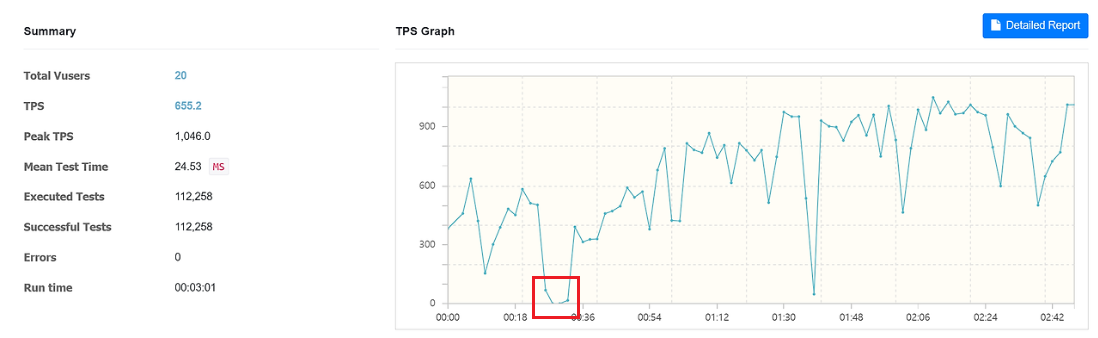 Summary
Total Vusers 20
TPS 655.2
Peak TPS 1,046.0
Mean Test Time 24.53 MS
Executed Tests 112,258
Successful Tests 112,258
Errors 0
Run time 00:03:01
TPS Graph
Detailed Report
900
600
300
0
00:00 00:18 00:36 00:54 01:12 01:30 01:48 02:06 02:24 02:42